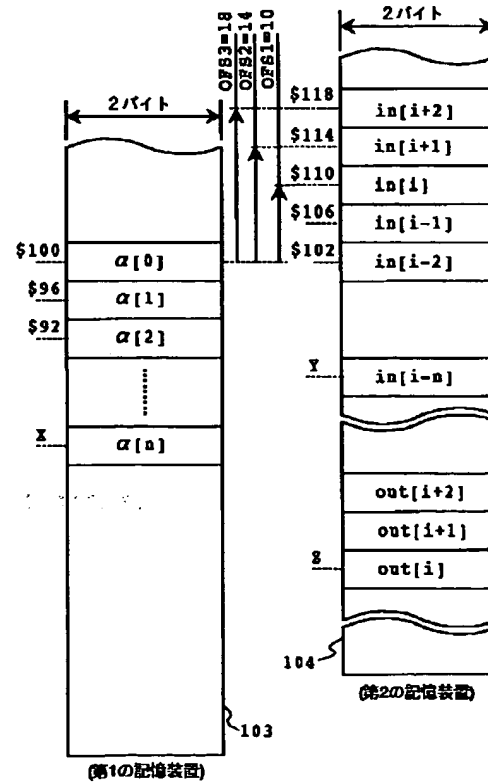 2バイト
$100
α[0]
$96
α[1]
$92
α[2]
X
α[n]
103
(第1の記憶装置)
OFS3=18
OFS2=14
OFS1=10
2バイト
$118
in[i+2]
$114
in[i+1]
$110
in[i]
$106
in[i-1]
$102
in[i-2]
Y
in[i-n]
out[i+2]
out[i+1]
Z
out[i]
104
(第2の記憶装置)